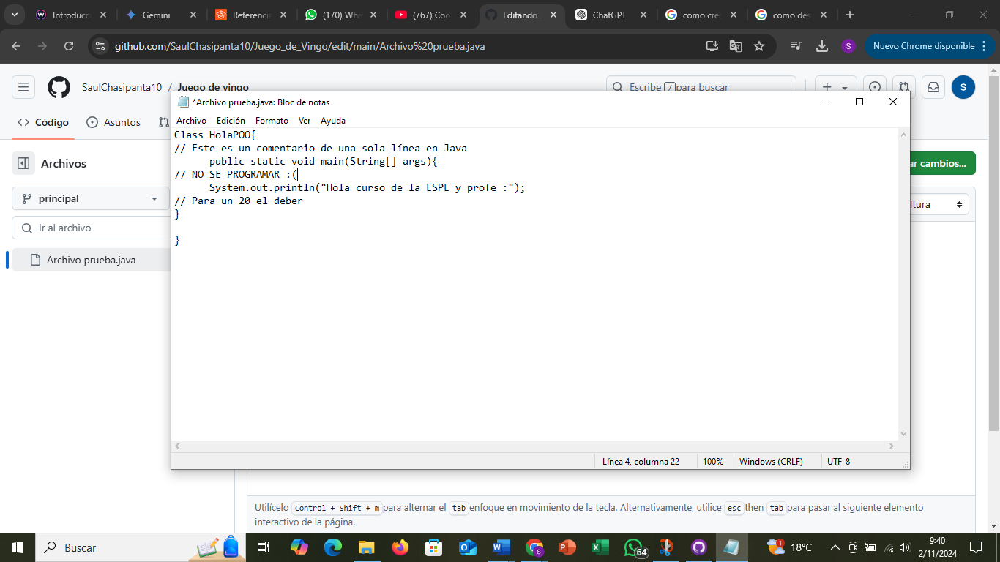 Introducc
Gemini
Referencia
(170) Wha
(767) Coo
Editando
ChatGPT
como cre
como des
github.com/SaulChasipanta10/Juego_de_Vingo/edit/main/Archivo%20prueba.java
S
Nuevo Chrome disponible
SaulChasipanta10 / Juego de vingo
Escribe / para buscar
S
Código
Asuntos
*Archivo prueba.java: Bloc de notas
Archivo Edición Formato Ver Ayuda
Class HolaPOO{
// Este es un comentario de una sola línea en Java
public static void main(String[] args){
// NO SE PROGRAMAR :(
System.out.println("Hola curso de la ESPE y profe :");
// Para un 20 el deber
}
}
Línea 4, columna 22
100%
Windows (CRLF)
UTF-8
Archivos
principal
Ir al archivo
Archivo prueba.java
ar cambios...
ltura
Utilícelo Control + Shift + m para alternar el tab enfoque en movimiento de la tecla. Alternativamente, utilice esc then tab para pasar al siguiente elemento
interactivo de la página.
Buscar
64
1
18°C
9:40
2/11/2024